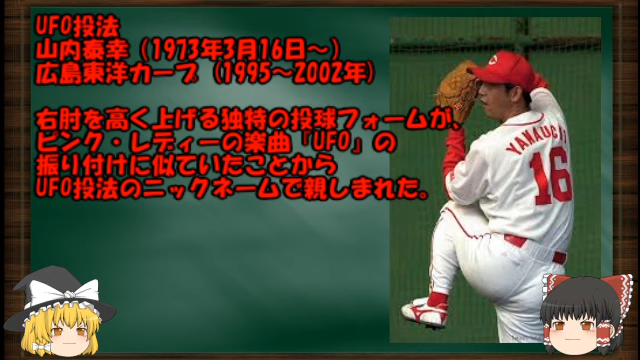 UFO投法
山内泰幸（1973年3月16日～）
広島東洋カープ（1995～2002年）
右肘を高く上げる独特の投球フォームが、
ピンク・レディーの楽曲「UFO」の
振り付けに似ていたことから
UFO投法のニックネームで親しまれた。
YAMAUCHI
16